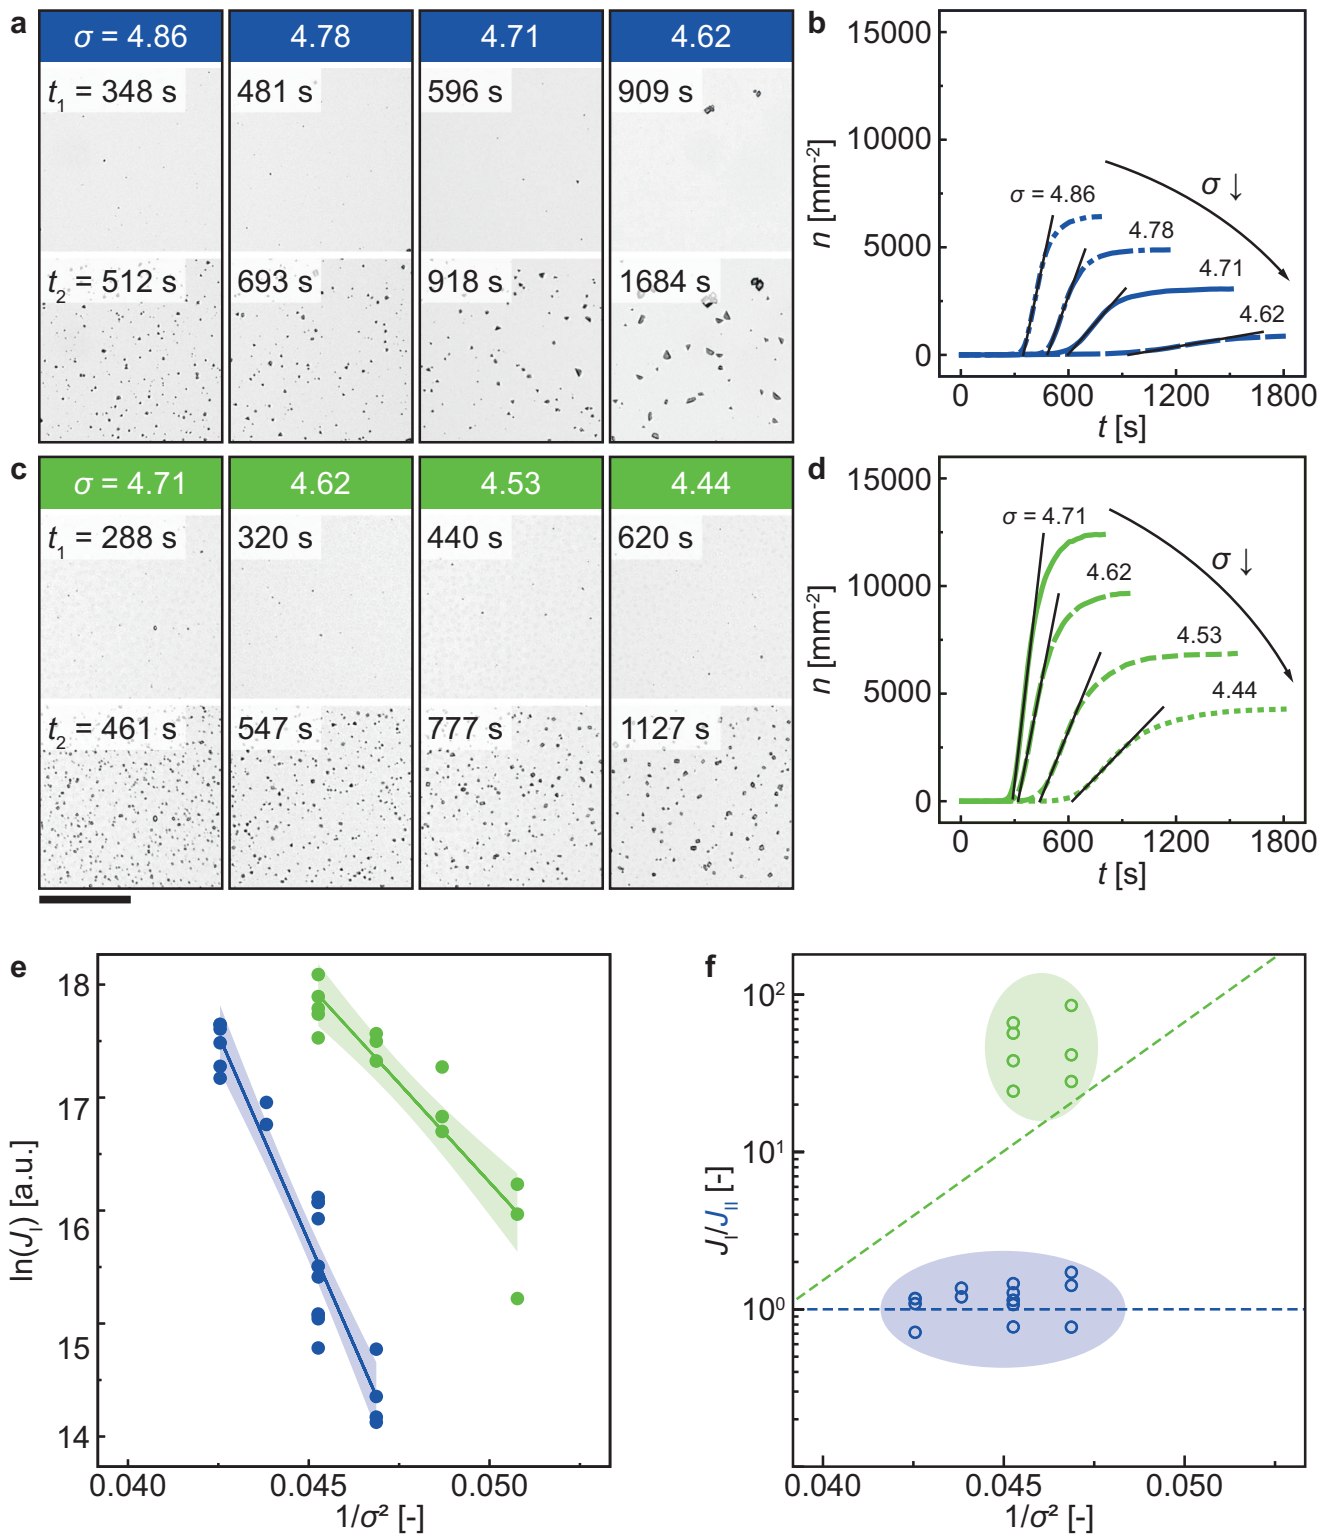 a
σ = 4.86 4.78 4.71 4.62
t₁ = 348 s 481 s 596 s 909 s
t₂ = 512 s 693 s 918 s 1684 s
b
15000
10000
5000
0
n [mm⁻²]
σ = 4.86
4.78
4.71
4.62
σ ↓
0 600 1200 1800
t [s]
c
σ = 4.71 4.62 4.53 4.44
t₁ = 288 s 320 s 440 s 620 s
t₂ = 461 s 547 s 777 s 1127 s
d
15000
10000
5000
0
n [mm⁻²]
σ = 4.71
4.62
4.53
4.44
σ ↓
0 600 1200 1800
t [s]
e
18
17
16
15
14
ln(J_I) [a.u.]
0.040 0.045 0.050
1/σ² [-]
f
10²
10¹
10⁰
J_I/J_II [-]
0.040 0.045 0.050
1/σ² [-]